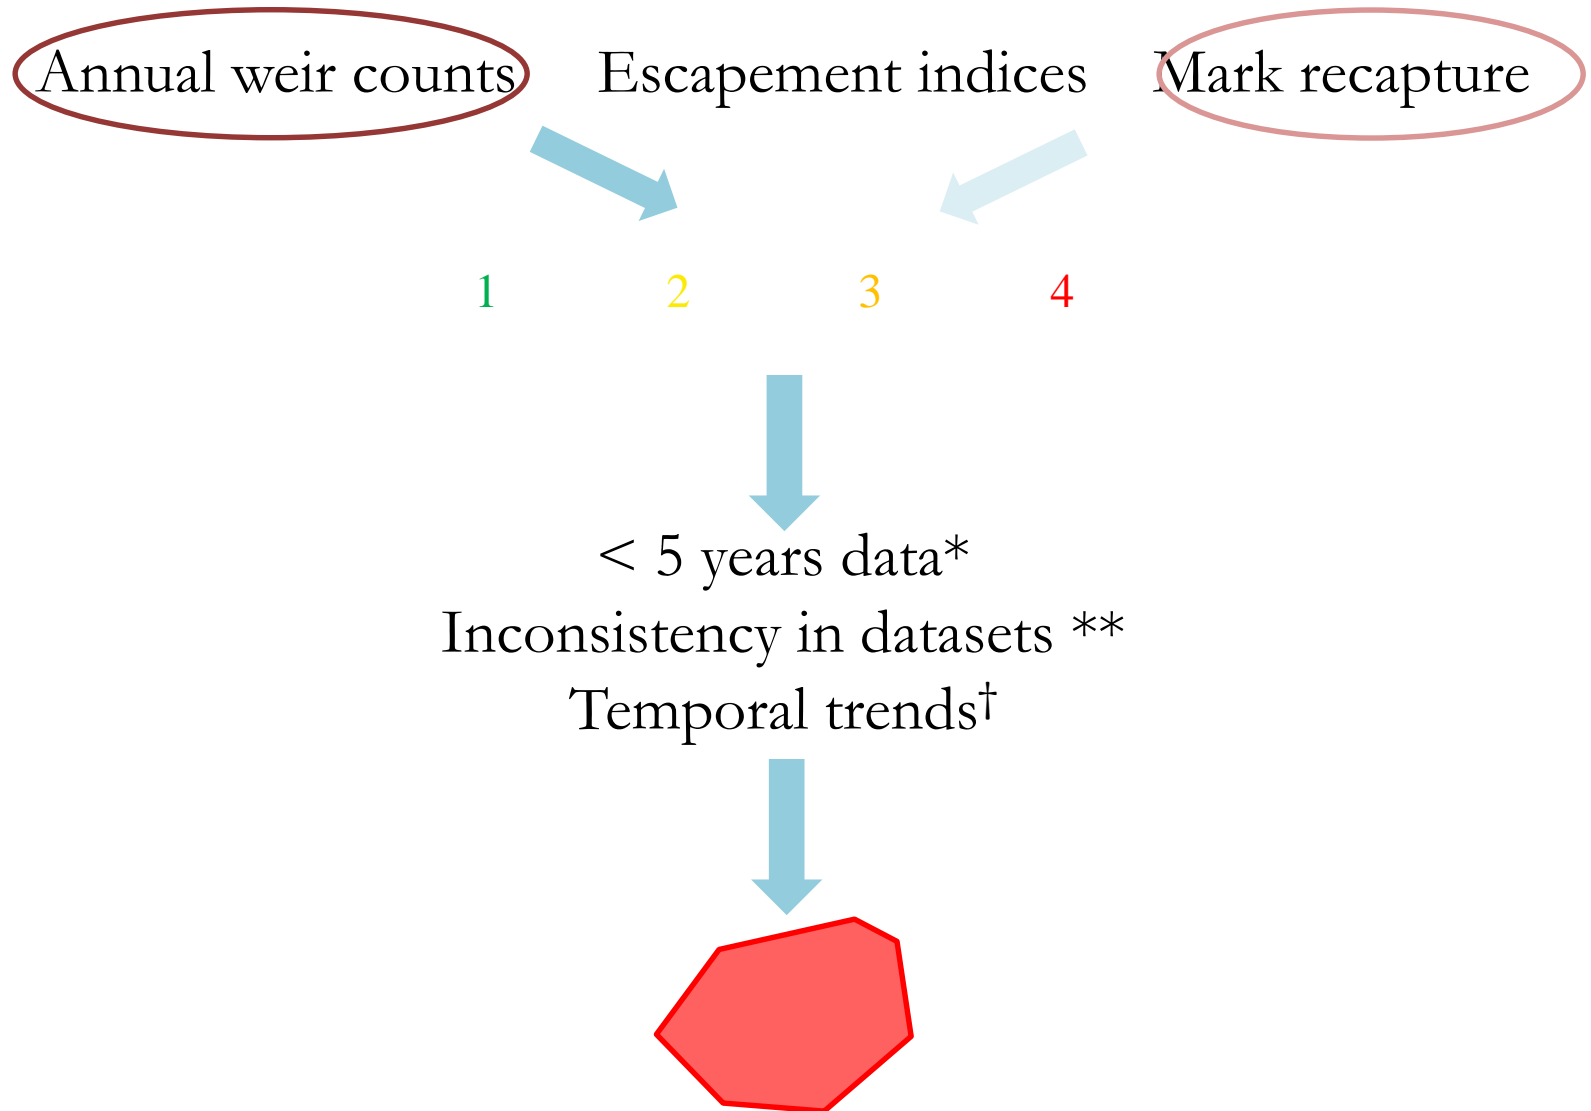 Annual weir counts Escapement indices Mark recapture
1 2 3 4
< 5 years data*
Inconsistency in datasets **
Temporal trends†